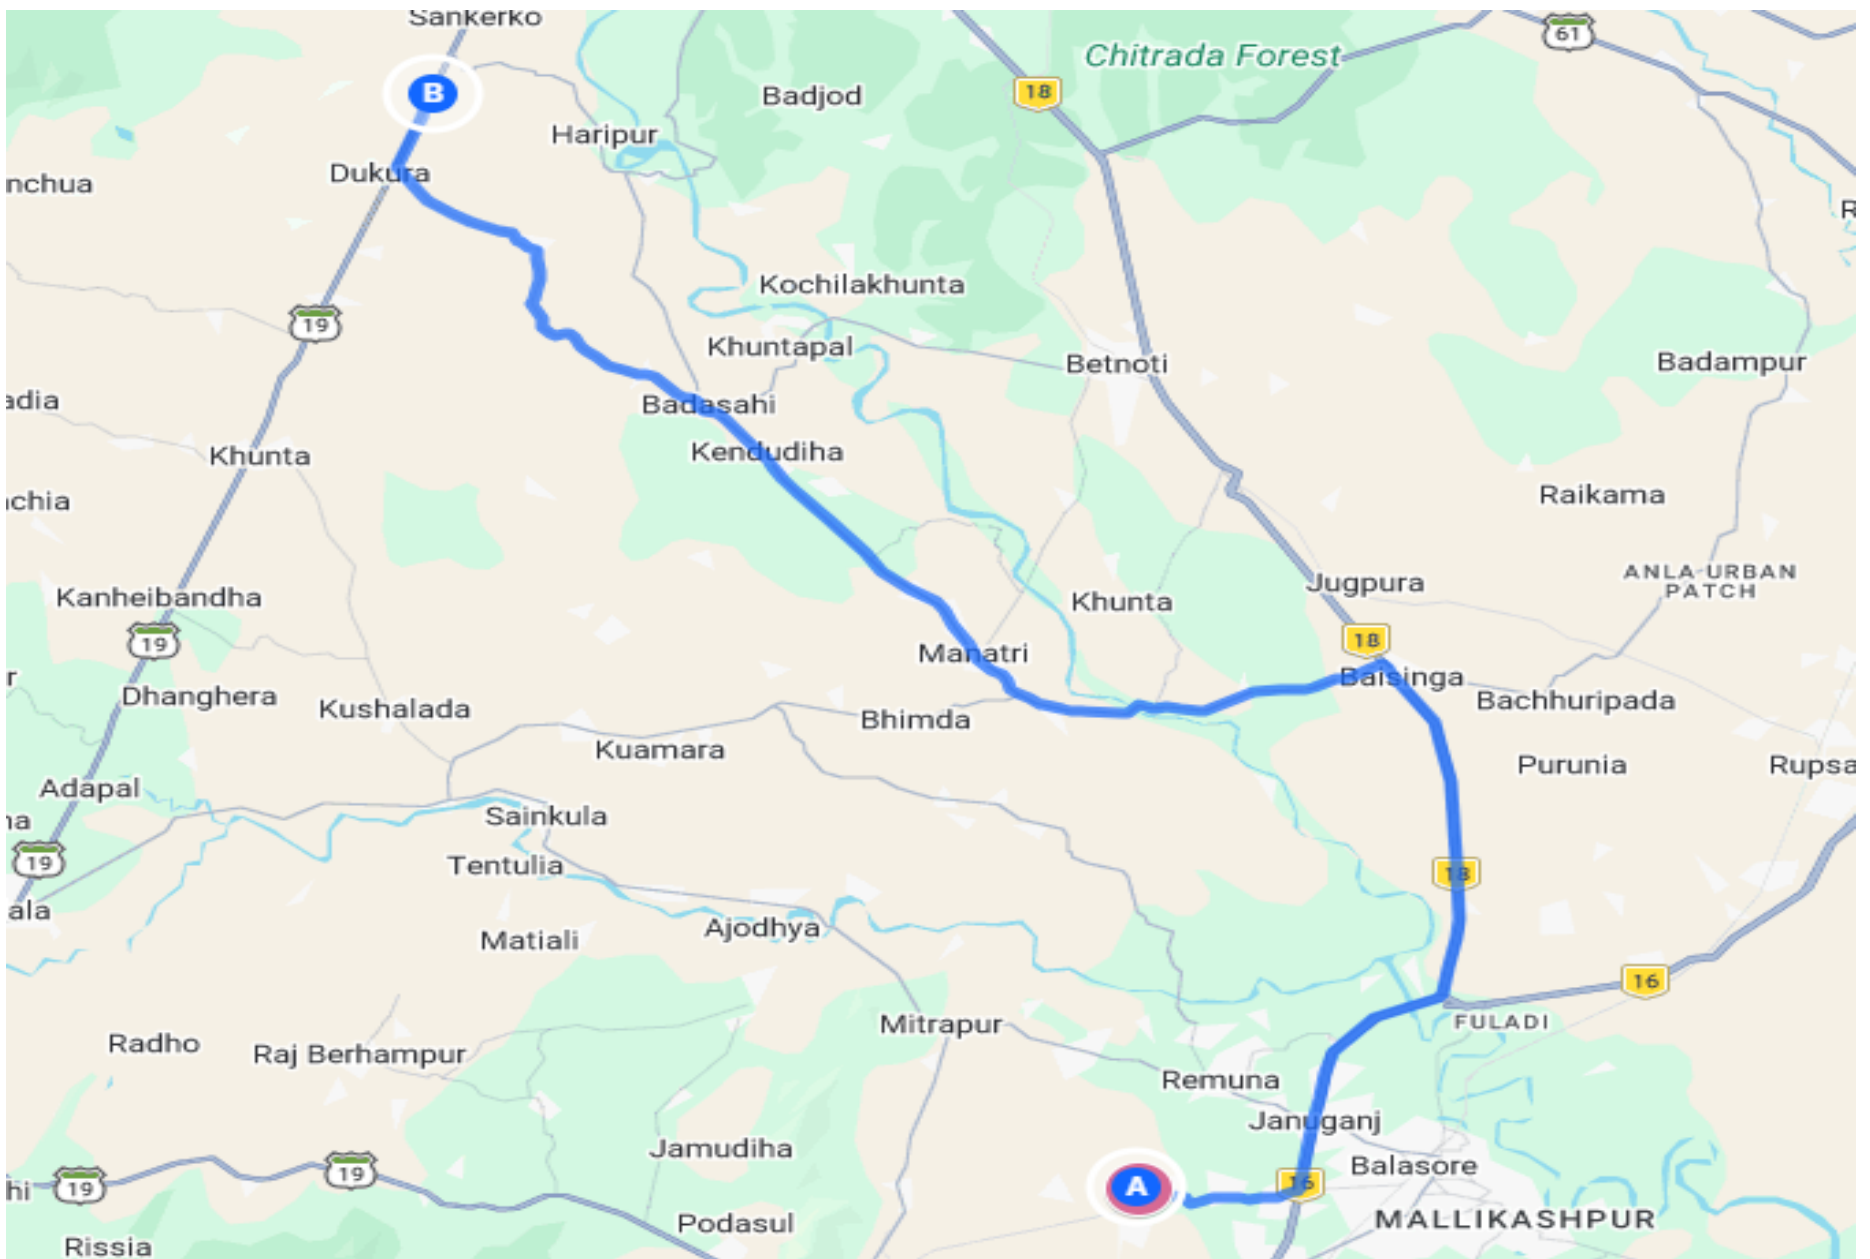 Sankerko
61
Chitrada Forest
B
Badjod
18
Haripur
Dukura
nchua
R
Kochilakhunta
19
Khuntapal
Betnoti
Badampur
adia
Badasahi
Kendudiha
Khunta
Raikama
achia
ANLA URBAN
PATCH
Jugpura
Kanheibandha
Khunta
18
19
Manatri
r
Baisinga
Dhanghera
Bachhuripada
Kushalada
Bhimda
Kuamara
Purunia
Rupsa
Adapal
Sainkula
na
19
Tentulia
18
ala
Ajodhya
Matiali
16
FULADI
Mitrapur
Radho
Raj Berhampur
Remuna
Januganj
Jamudiha
Balasore
19
hi
19
A
16
Podasul
MALLIKASHPUR
Rissia